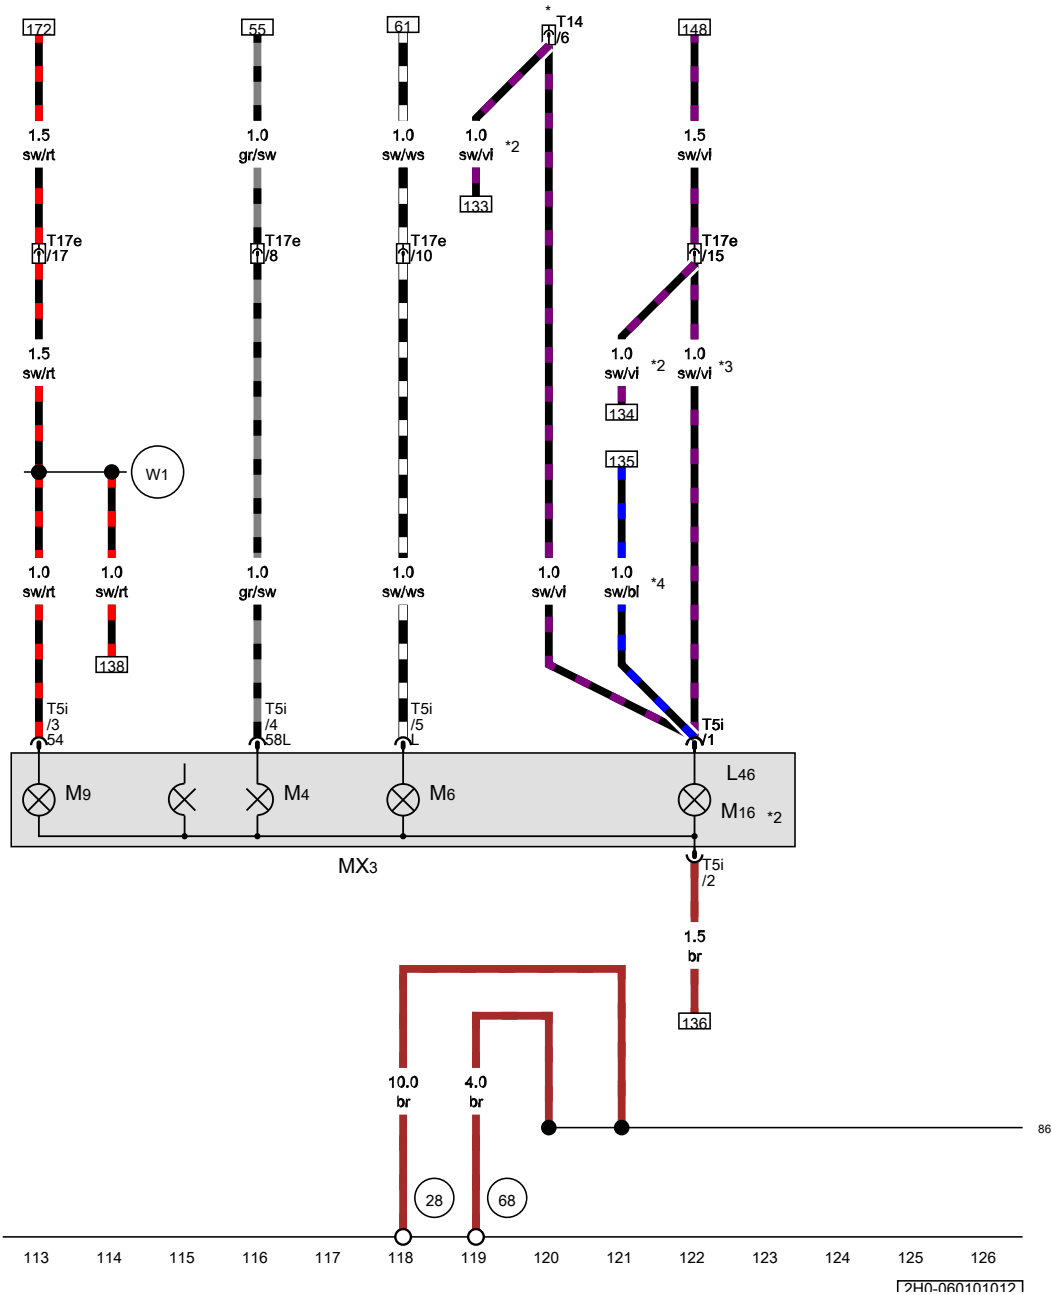 172
55
61
*
T14
/6
148
1.5
sw/rt
1.0
gr/sw
1.0
sw/ws
1.0
sw/vi
*2
1.5
sw/vi
133
T17e
/17
T17e
/8
T17e
/10
T17e
/15
1.5
sw/rt
1.0
sw/vi
*2
1.0
sw/vi
*3
134
135
W1
1.0
sw/rt
1.0
sw/rt
1.0
gr/sw
1.0
sw/ws
1.0
sw/vi
1.0
sw/bl
*4
138
T5i
/3
54
T5i
/4
58L
T5i
/5
L
T5i
/1
M9
M4
M6
L46
M16 *2
MX3
T5i
/2
1.5
br
136
10.0
br
4.0
br
86
28
68
113 114 115 116 117 118 119 120 121 122 123 124 125 126
2H0-060101012